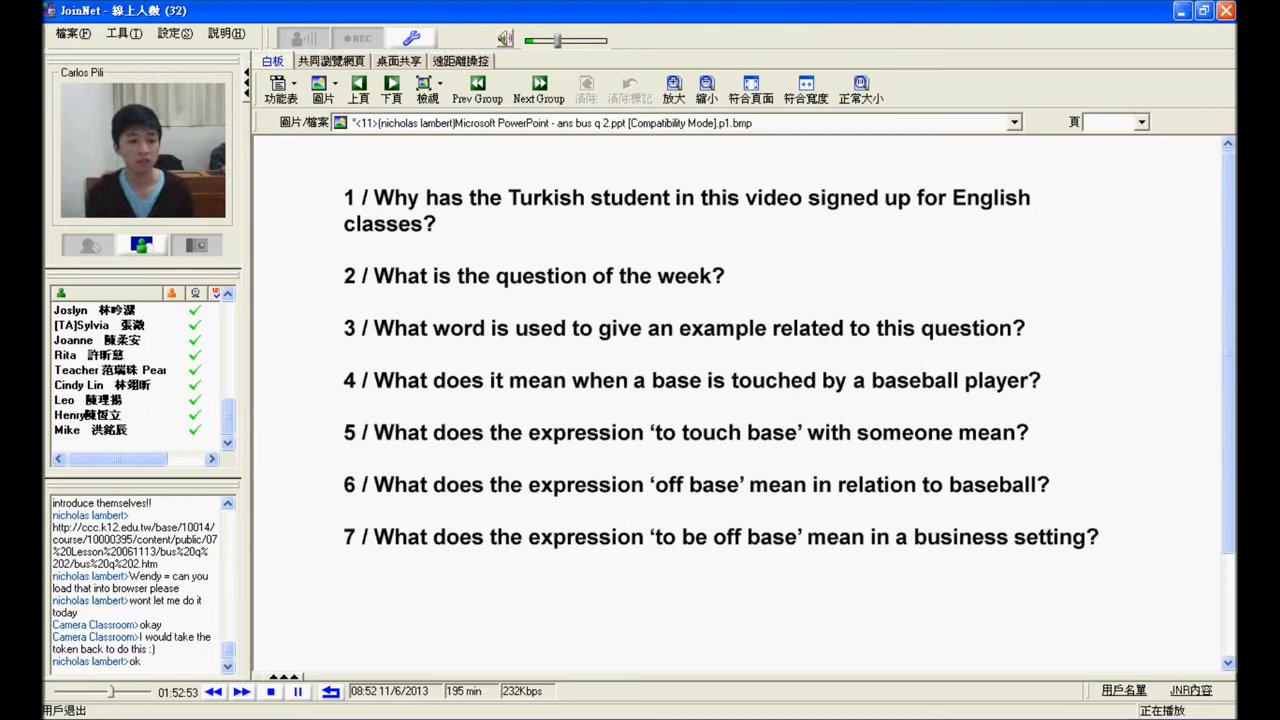 JoinNet - 線上人數 (32)
檔案(F) 工具(T) 設定(S) 說明(H)
REC
Carlos Pili
白板 共同瀏覽網頁 桌面共享 遠距離操控
功能表 圖片 上頁 下頁 檢視 Prev Group Next Group 清除 清除標記 放大 縮小 符合頁面 符合寬度 正常大小
圖片/檔案 "<11>(nicholas lambert)Microsoft PowerPoint - ans bus q 2.ppt [Compatibility Mode].p1.bmp 頁
1 / Why has the Turkish student in this video signed up for English
classes?
2 / What is the question of the week?
3 / What word is used to give an example related to this question?
4 / What does it mean when a base is touched by a baseball player?
5 / What does the expression ‘to touch base’ with someone mean?
6 / What does the expression ‘off base’ mean in relation to baseball?
7 / What does the expression ‘to be off base’ mean in a business setting?
Joslyn 林吟潔
[TA]Sylvia 張澂
Joanne 陳柔安
Rita 許昕慈
Teacher 范瑞珠 Pear
Cindy Lin 林翊昕
Leo 陳理揚
Henry陳恆立
Mike 洪銘辰
introduce themselves!!
nicholas lambert>
http://ccc.k12.edu.tw/base/10014/
course/10000395/content/public/07
%20Lesson%20061113/bus%20q%
202/bus%20q%202.htm
nicholas lambert>Wendy = can you
load that into browser please
nicholas lambert>wont let me do it
today
Camera Classroom>okay
Camera Classroom>I would take the
token back to do this :)
nicholas lambert>ok
01:52:53 08:52 11/6/2013 195 min 232Kbps 用戶名單 JNR內容
用戶退出 正在播放